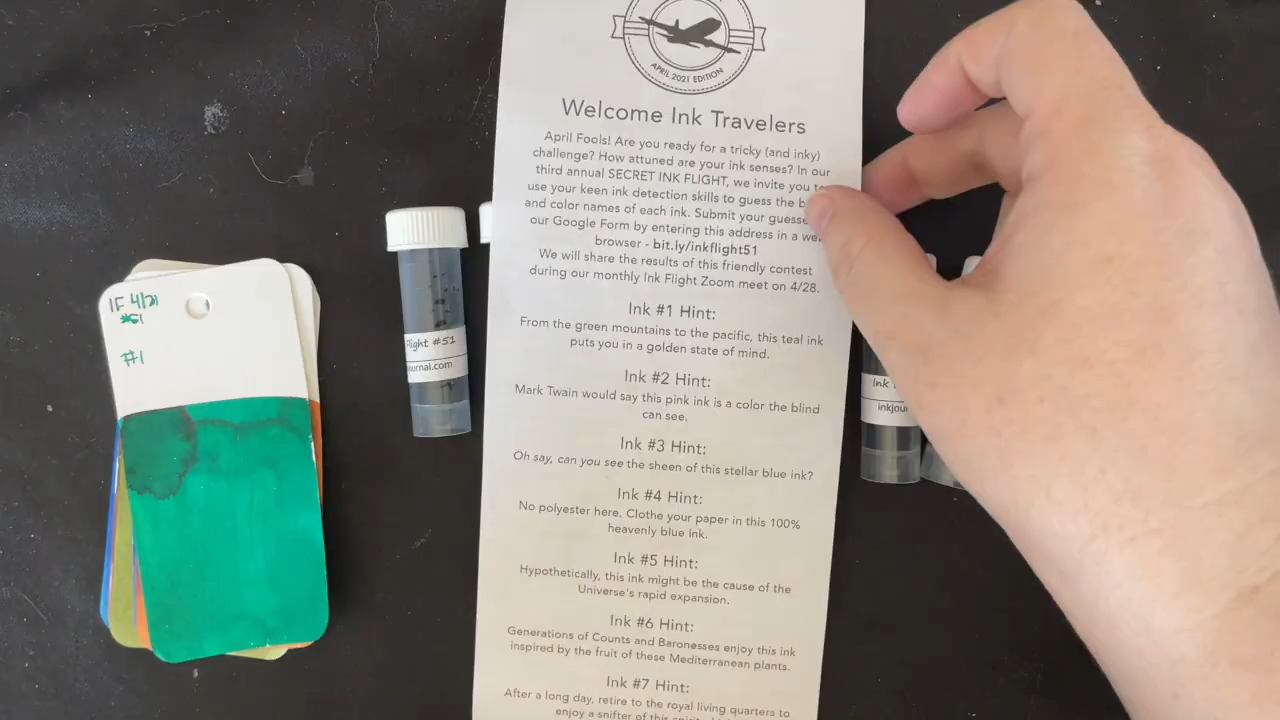 APRIL 2021 EDITION
Welcome Ink Travelers
April Fools! Are you ready for a tricky (and inky)
challenge? How attuned are your ink senses? In our
third annual SECRET INK FLIGHT, we invite you to
use your keen ink detection skills to guess the
and color names of each ink. Submit your
our Google Form by entering this address in a
browser - bit.ly/inkflight51
We will share the results of this friendly contest
during our monthly Ink Flight Zoom meet on 4/28.
Ink #1 Hint:
From the green mountains to the pacific, this teal ink
puts you in a golden state of mind.
Ink #2 Hint:
Mark Twain would say this pink ink is a color the blind
can see.
Ink #3 Hint:
Oh say, can you see the sheen of this stellar blue ink?
Ink #4 Hint:
No polyester here. Clothe your paper in this 100%
heavenly blue ink.
Ink #5 Hint:
Hypothetically, this ink might be the cause of the
Universe's rapid expansion.
Ink #6 Hint:
Generations of Counts and Baronesses enjoy this ink
inspired by the fruit of these Mediterranean plants.
Ink #7 Hint:
After a long day, retire to the royal living quarters to
enjoy a snifter of this
IF 4/21
#51
#1
Flight #51
journal.com
Ink
inkjou